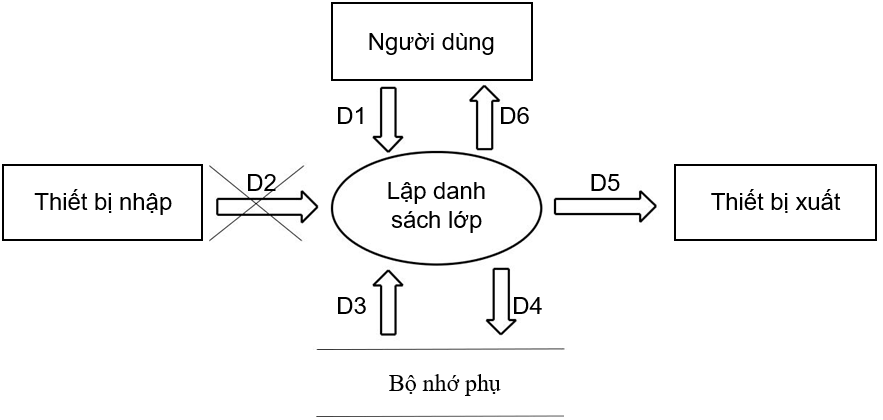 Người dùng
D1
D6
Thiết bị nhập
D2
Lập danh
sách lớp
D5
Thiết bị xuất
D3
D4
Bộ nhớ phụ